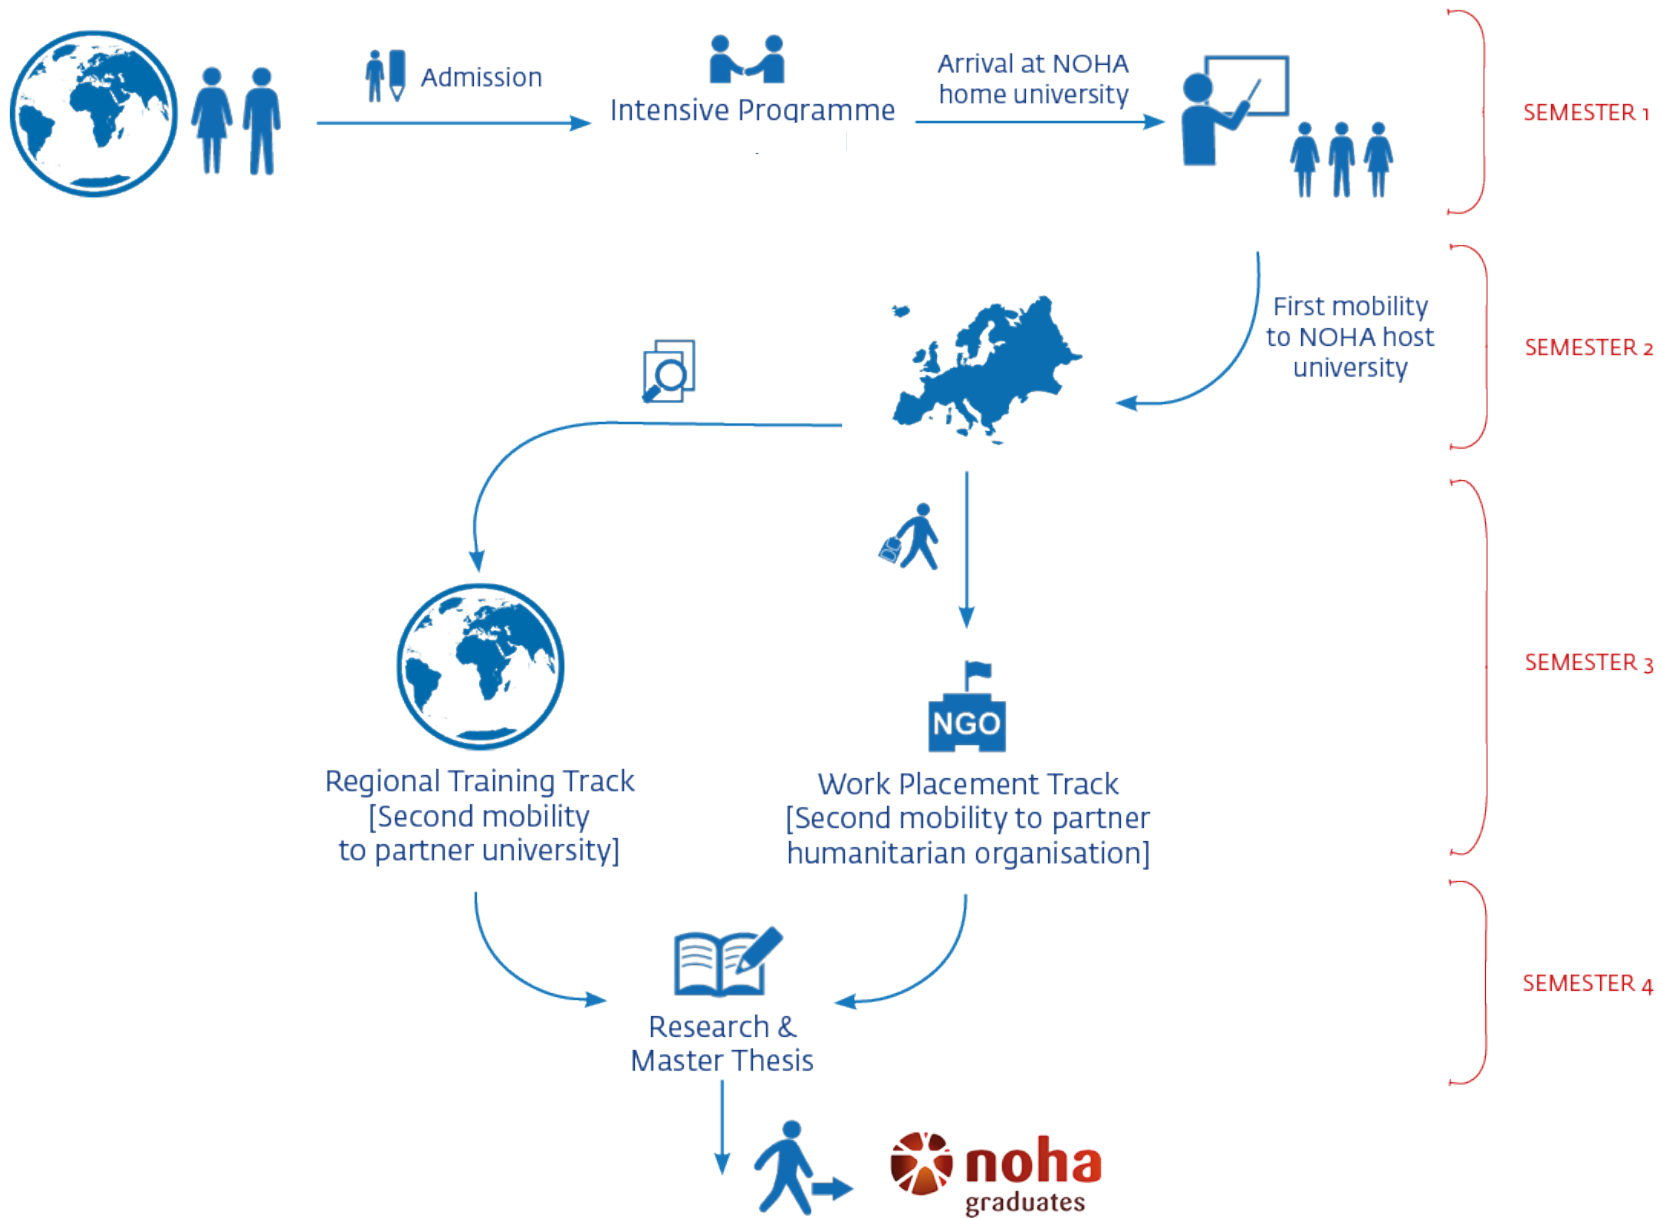 Admission
Intensive Programme
Arrival at NOHA
home university
SEMESTER 1
First mobility
to NOHA host
university
SEMESTER 2
SEMESTER 3
NGO
Regional Training Track
[Second mobility
to partner university]
Work Placement Track
[Second mobility to partner
humanitarian organisation]
SEMESTER 4
Research &
Master Thesis
noha
graduates